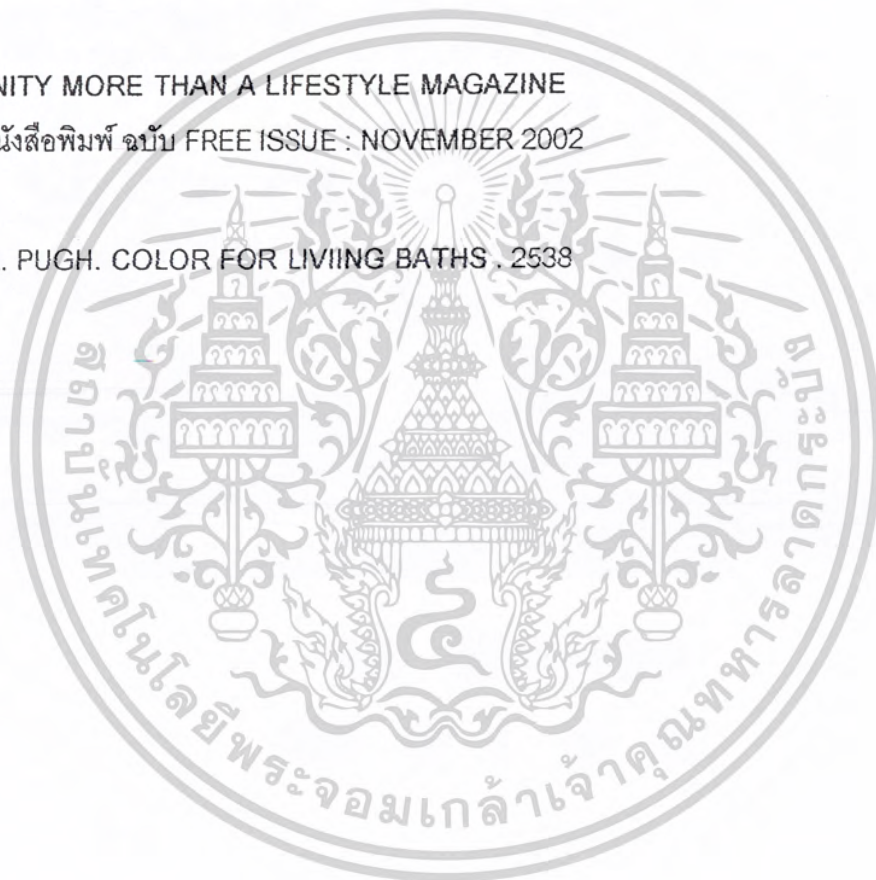 NITY MORE THAN A LIFESTYLE MAGAZINE
นังสือพิมพ์ ฉบับ FREE ISSUE : NOVEMBER 2002
. PUGH. COLOR FOR LIVIING BATHS . 2538
๔
สถาบันเทคโนโลยีพระจอมเกล้าเจ้าคุณทหารลาดกระบัง